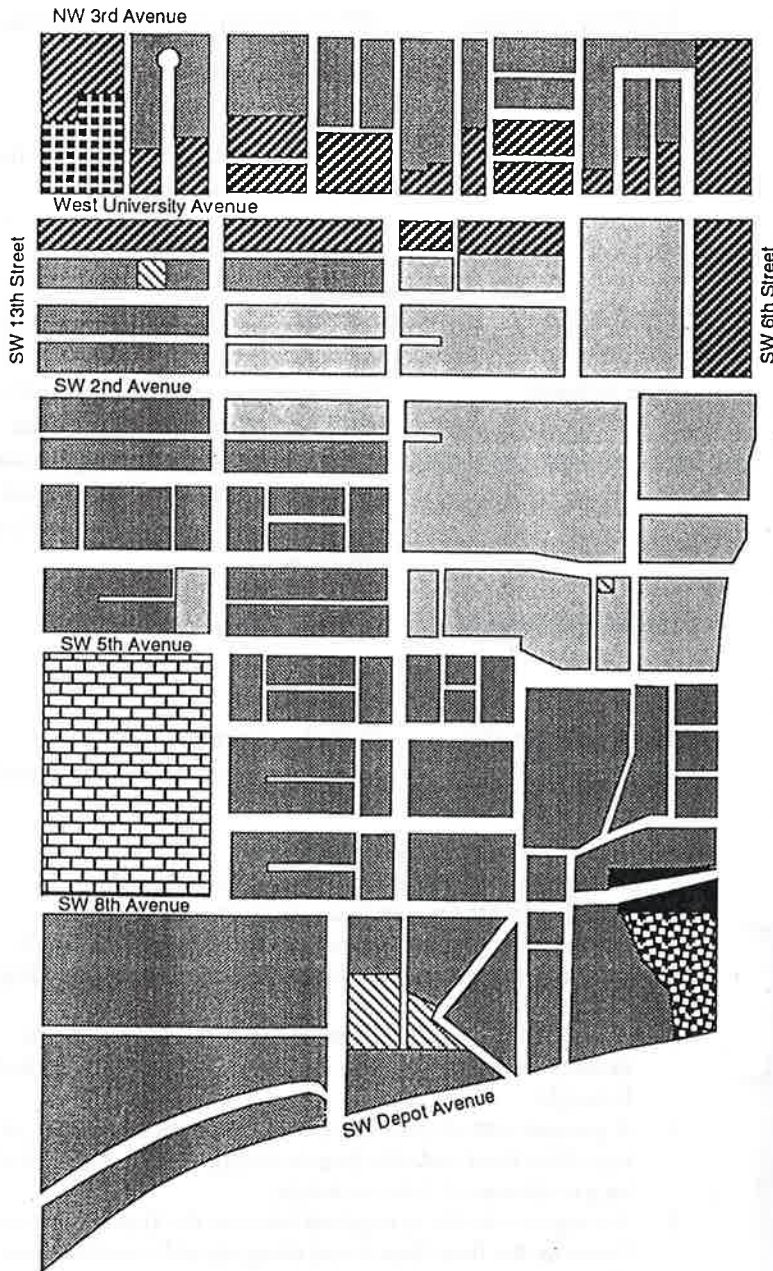 NW 3rd Avenue
West University Avenue
SW 13th Street
SW 6th Street
SW 2nd Avenue
SW 5th Avenue
SW 8th Avenue
SW Depot Avenue